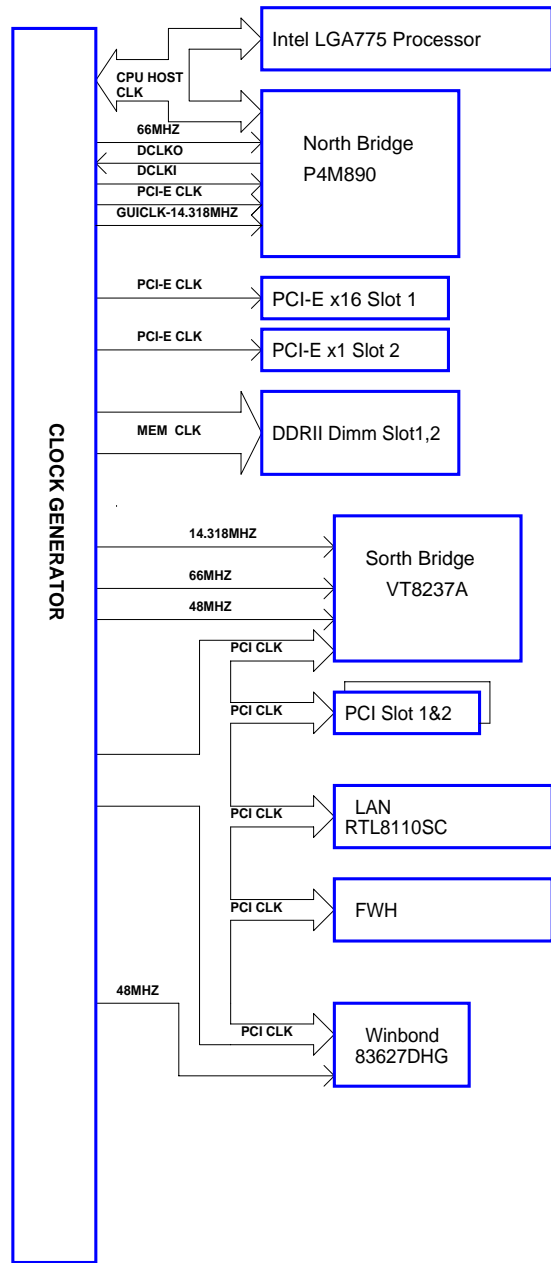 Intel LGA775 Processor
CPU HOST
CLK
66MHZ
DCLKO
DCLKI
PCI-E CLK
GUICLK-14.318MHZ
North Bridge
P4M890
PCI-E CLK
PCI-E x16 Slot 1
PCI-E CLK
PCI-E x1 Slot 2
MEM CLK
DDRII Dimm Slot1,2
CLOCK GENERATOR
14.318MHZ
66MHZ
48MHZ
Sorth Bridge
VT8237A
PCI CLK
PCI CLK
PCI Slot 1&2
PCI CLK
LAN
RTL8110SC
PCI CLK
FWH
48MHZ
PCI CLK
Winbond
83627DHG